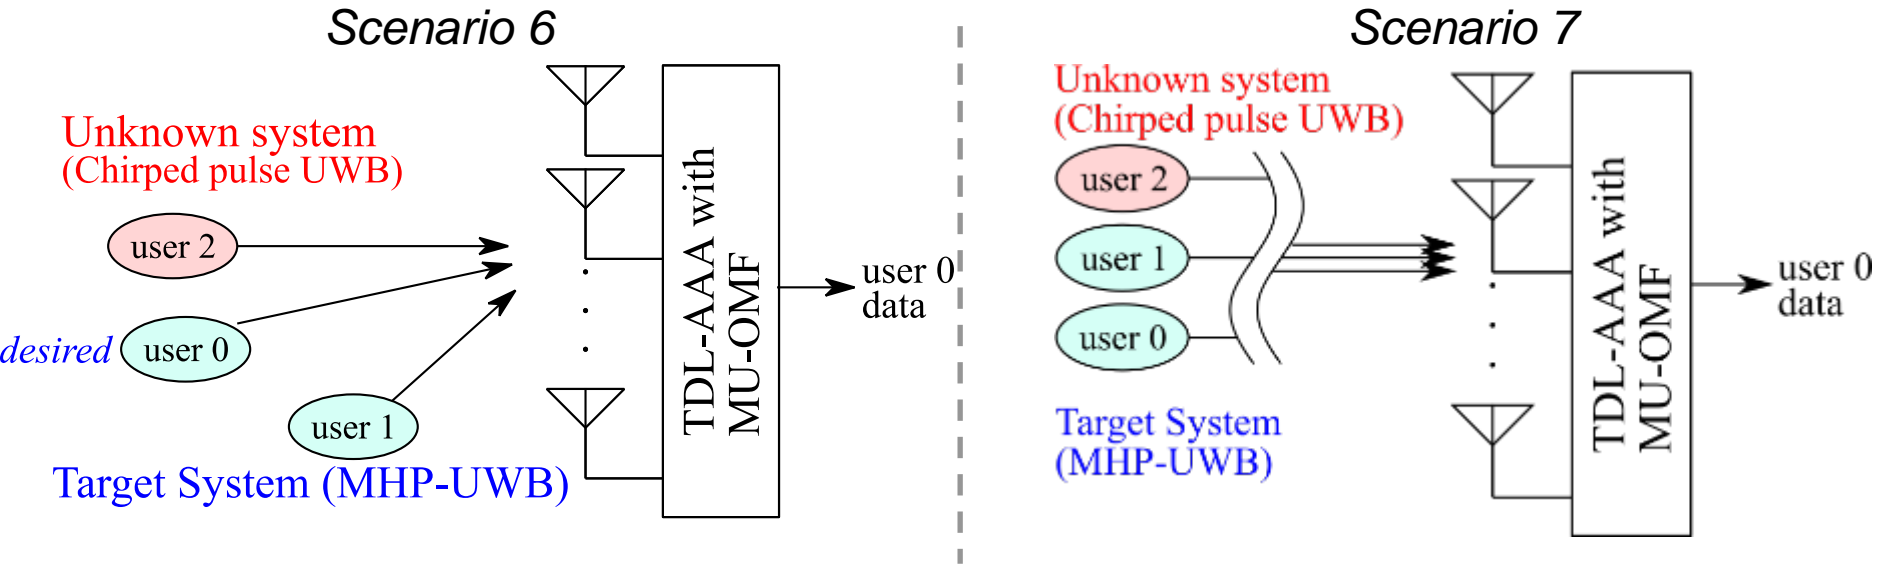 Scenario 6
Unknown system
(Chirped pulse UWB)
user 2
desired
user 0
user 1
Target System (MHP-UWB)
TDL-AAA with
MU-OMF
user 0
data
Scenario 7
Unknown system
(Chirped pulse UWB)
user 2
user 1
user 0
Target System
(MHP-UWB)
TDL-AAA with
MU-OMF
user 0
data